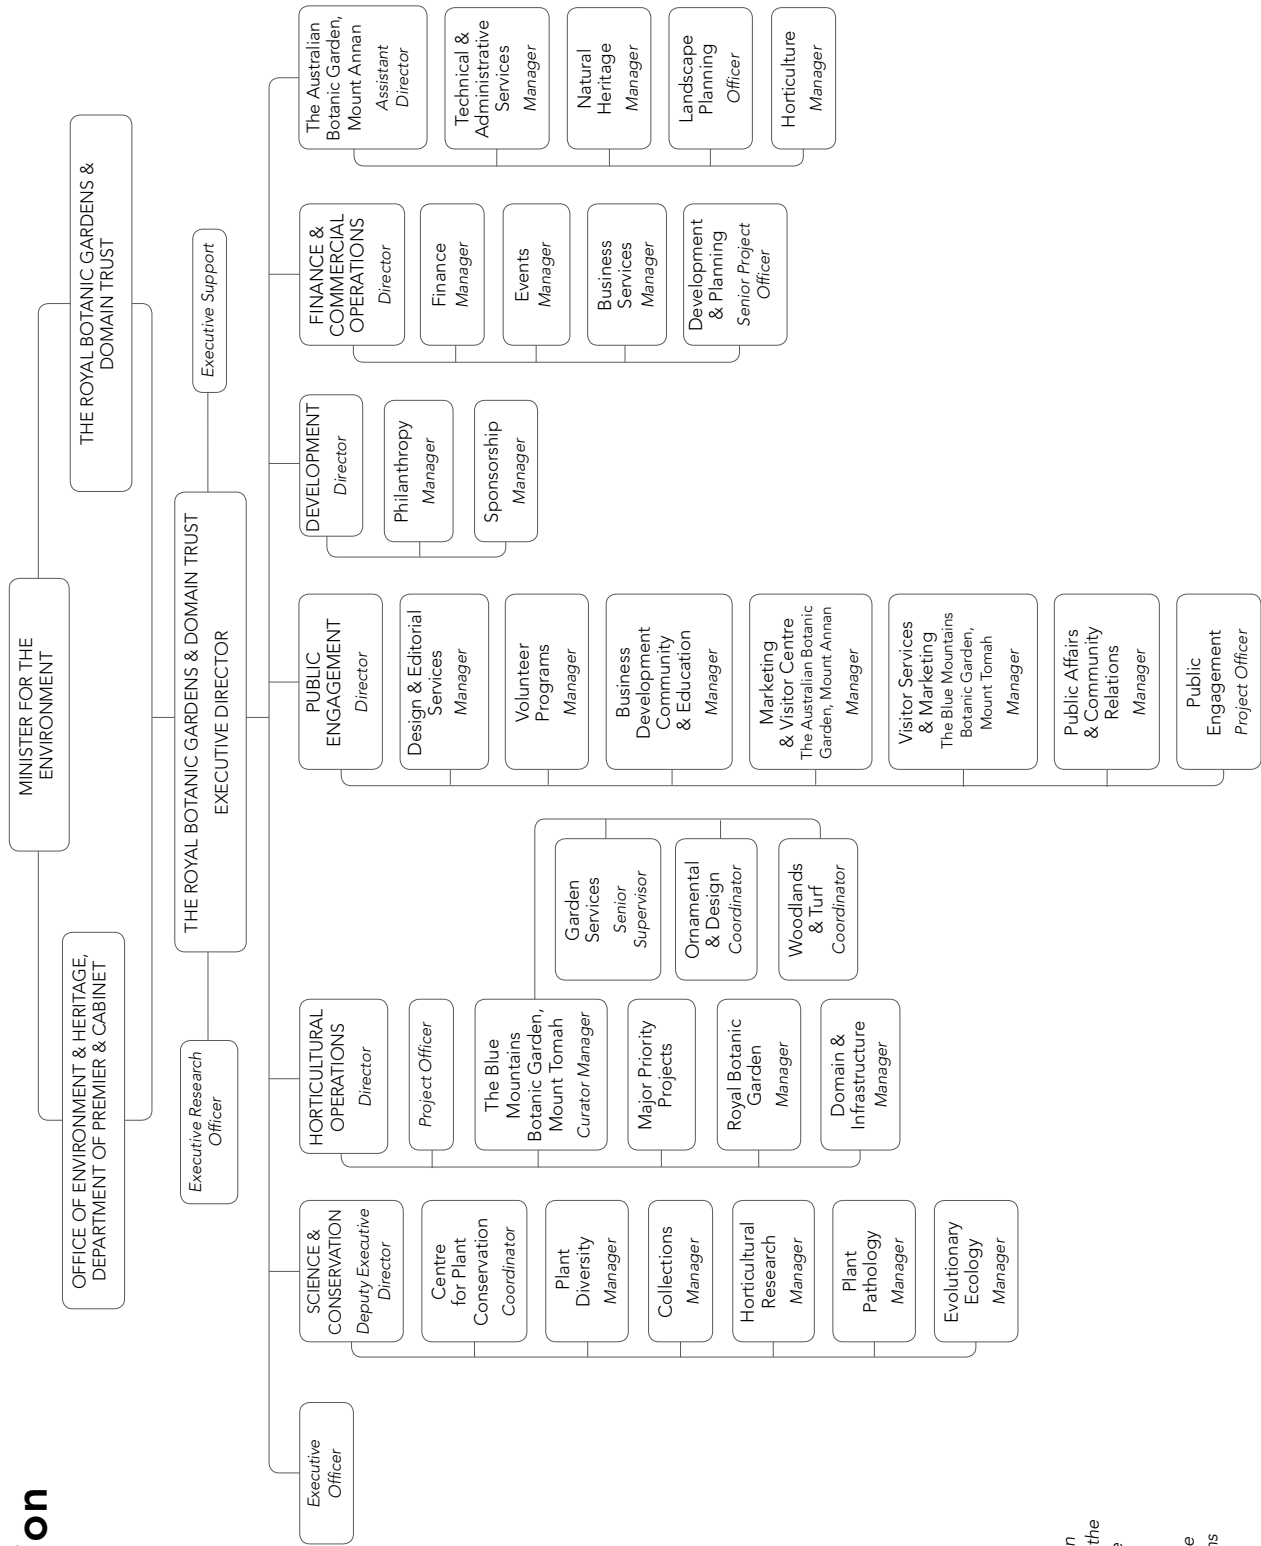 on
MINISTER FOR THE
ENVIRONMENT
OFFICE OF ENVIRONMENT & HERITAGE,
DEPARTMENT OF PREMIER & CABINET
THE ROYAL BOTANIC GARDENS &
DOMAIN TRUST
THE ROYAL BOTANIC GARDENS & DOMAIN TRUST
EXECUTIVE DIRECTOR
Executive Research
Officer
Executive Support
Executive
Officer
SCIENCE &
CONSERVATION
Deputy Executive
Director
Centre
for Plant
Conservation
Coordinator
Plant
Diversity
Manager
Collections
Manager
Horticultural
Research
Manager
Plant
Pathology
Manager
Evolutionary
Ecology
Manager
HORTICULTURAL
OPERATIONS
Director
Project Officer
The Blue
Mountains
Botanic Garden,
Mount Tomah
Curator Manager
Major Priority
Projects
Royal Botanic
Garden
Manager
Domain &
Infrastructure
Manager
Garden
Services
Senior
Supervisor
Ornamental
& Design
Coordinator
Woodlands
& Turf
Coordinator
PUBLIC
ENGAGEMENT
Director
Design & Editorial
Services
Manager
Volunteer
Programs
Manager
Business
Development
Community
& Education
Manager
Marketing
& Visitor Centre
The Australian Botanic
Garden, Mount Annan
Manager
Visitor Services
& Marketing
The Blue Mountains
Botanic Garden,
Mount Tomah
Manager
Public Affairs
& Community
Relations
Manager
Public
Engagement
Project Officer
DEVELOPMENT
Director
Philanthropy
Manager
Sponsorship
Manager
FINANCE &
COMMERCIAL
OPERATIONS
Director
Finance
Manager
Events
Manager
Business
Services
Manager
Development
& Planning
Senior Project
Officer
The Australian
Botanic Garden,
Mount Annan
Assistant
Director
Technical &
Administrative
Services
Manager
Natural
Heritage
Manager
Landscape
Planning
Officer
Horticulture
Manager
the